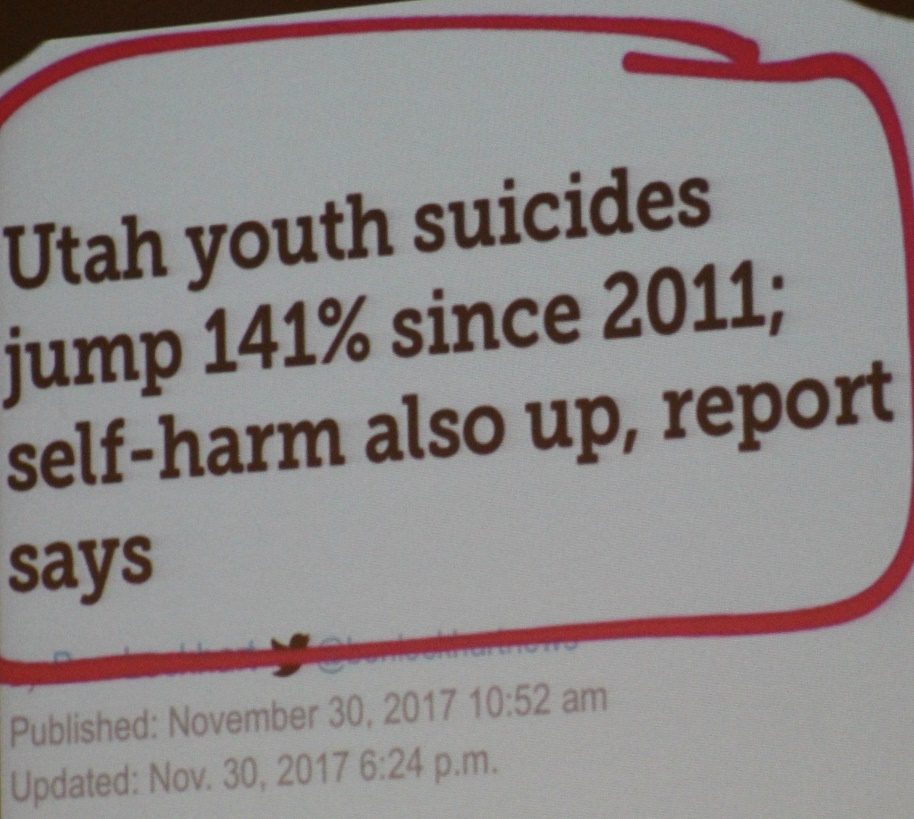 Utah youth suicides
jump 141% since 2011;
self-harm also up, report
says
@benlockhartnews
Published: November 30, 2017 10:52 am
Updated: Nov. 30, 2017 6:24 p.m.